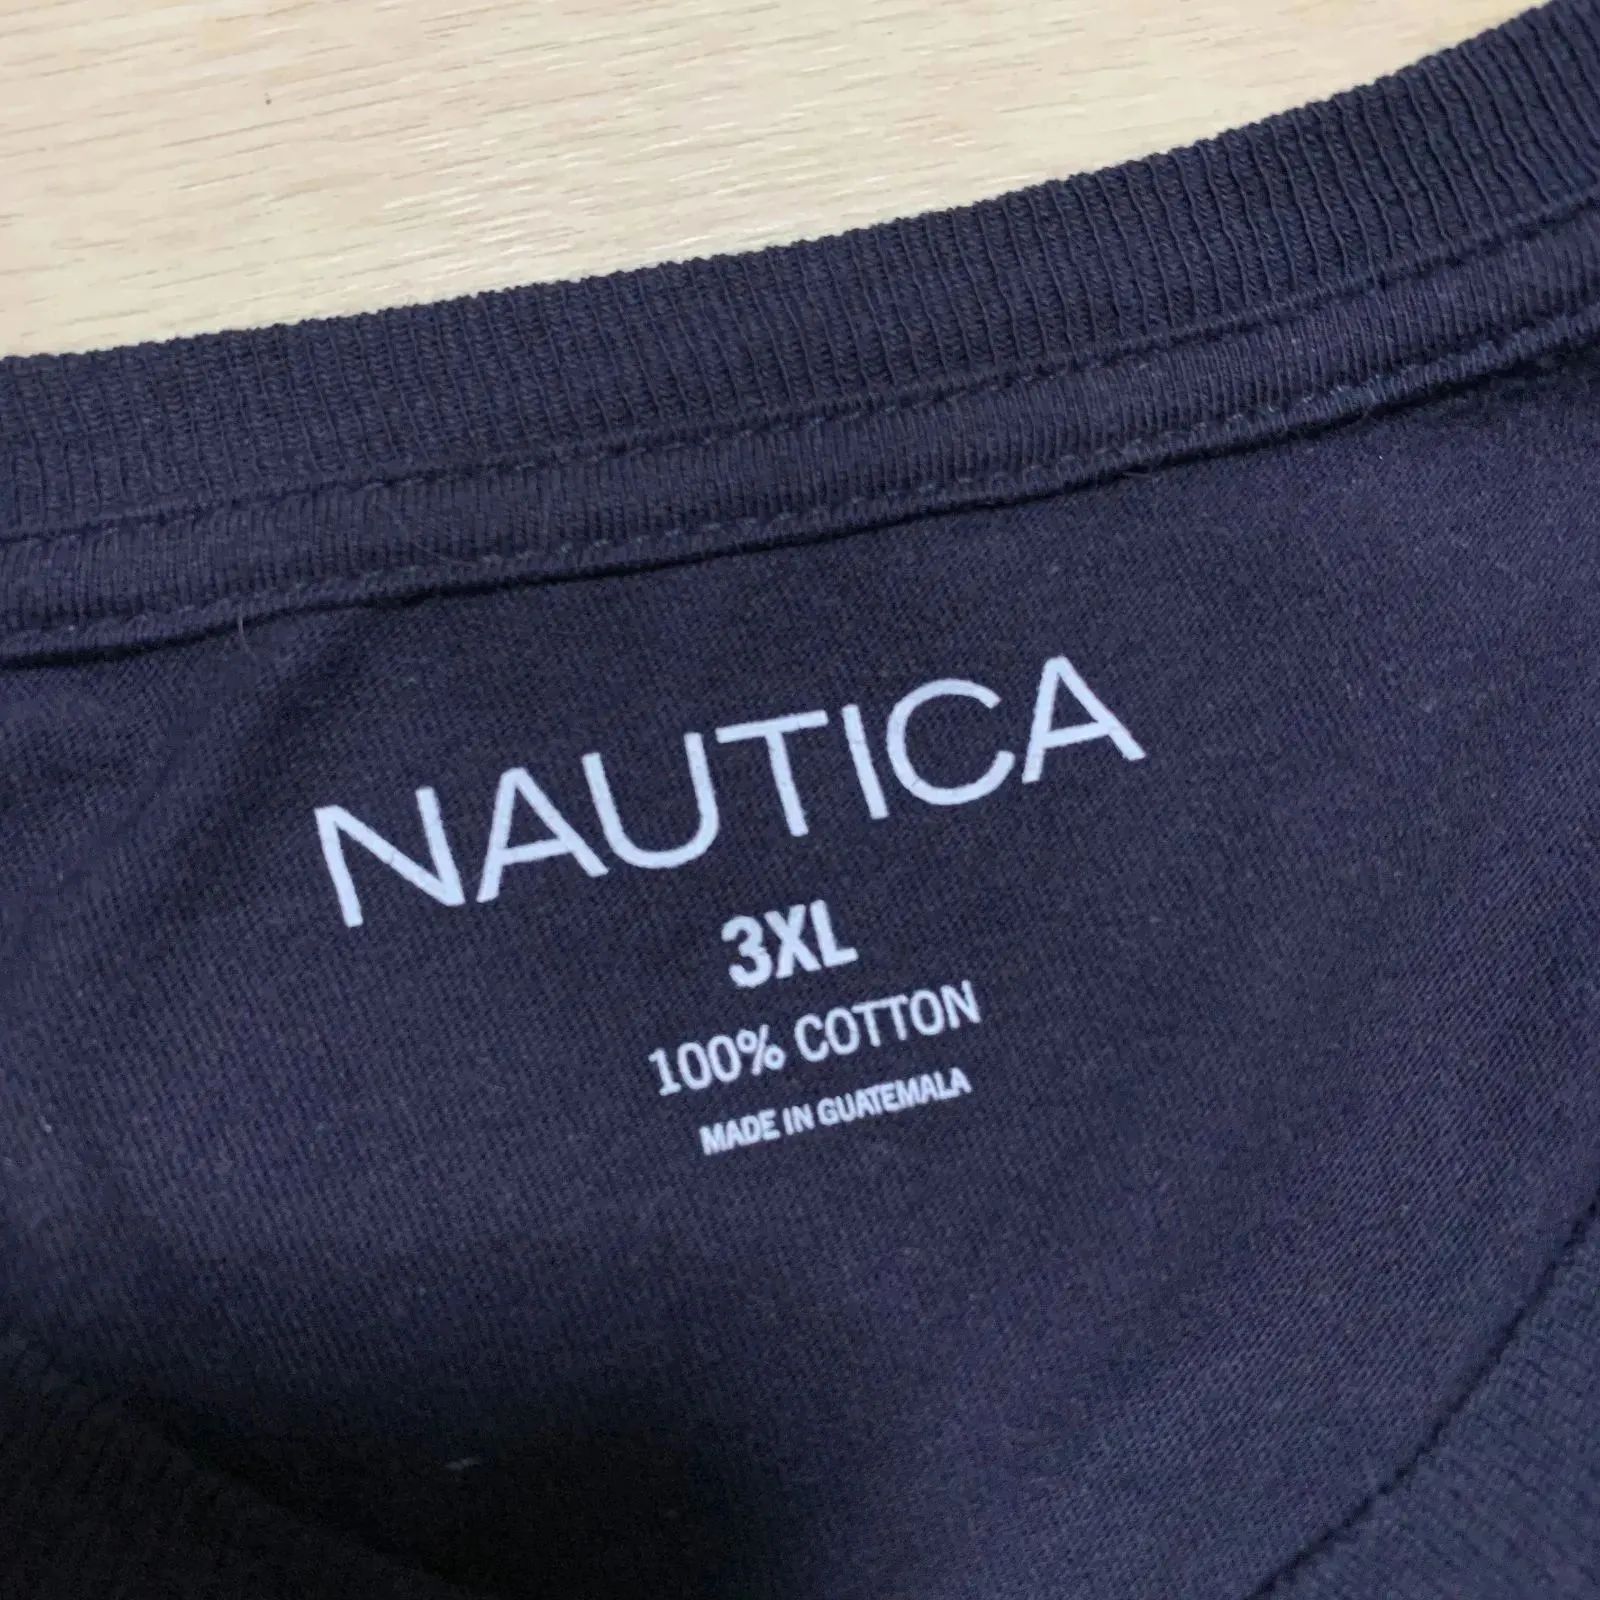 NAUTICA
3XL
100% COTTON
MADE IN GUATEMALA